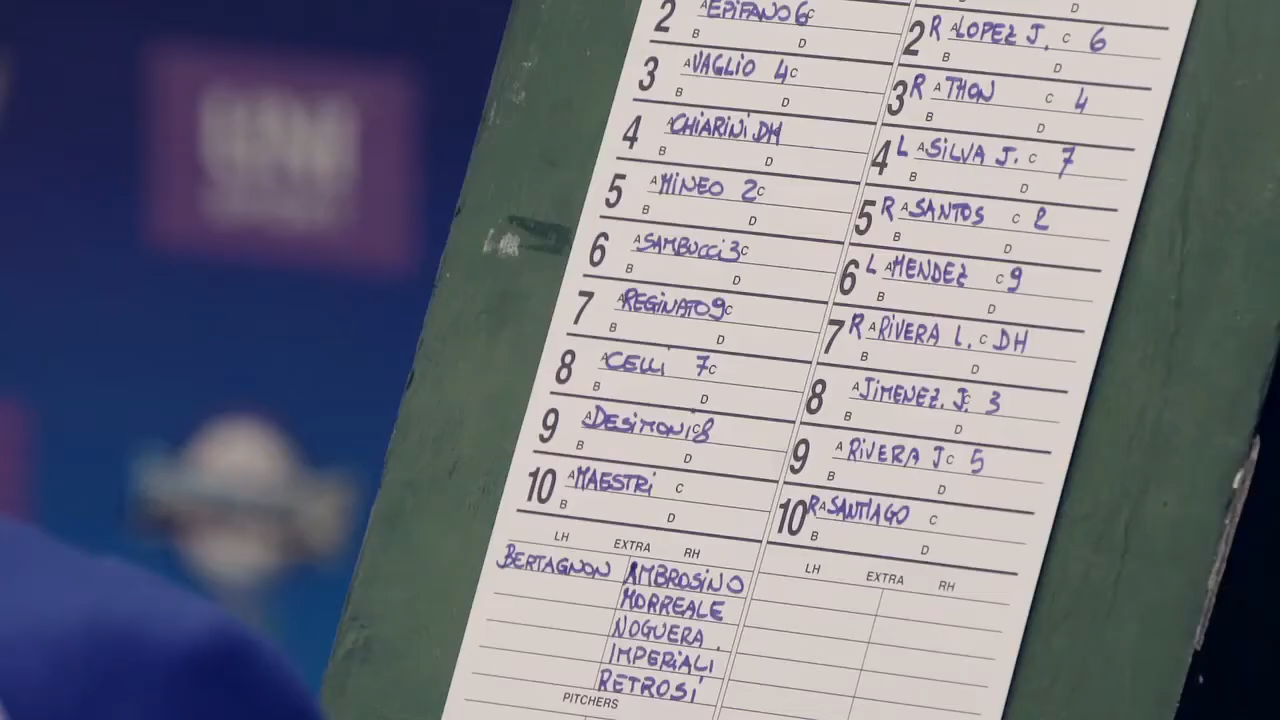 2 A EPIFANO 6 C
B D
3 A VAGLIO 4 C
B D
4 A CHIARINI DH
B D
5 A MINEO 2 C
B D
6 A SAMBUCCI 3 C
B D
7 A REGINATO 9 C
B D
8 A CELLI 7 C
B D
9 A DESIMONI C 8
B D
10 A MAESTRI C
B D
LH EXTRA RH
BERTAGNON AMBROSINO
MORREALE
NOGUERA
IMPERIALI
RETROSI
PITCHERS
D
2 R A LOPEZ J. C 6
B D
3 R A THON C 4
B D
4 L A SILVA J. C 7
B D
5 R A SANTOS C 2
B D
6 L A MENDEZ C 9
B D
7 R A RIVERA L. C DH
B D
8 A JIMENEZ. J. C 3
B D
9 A RIVERA J C 5
B D
10 R A SANTIAGO C
B D
LH EXTRA RH